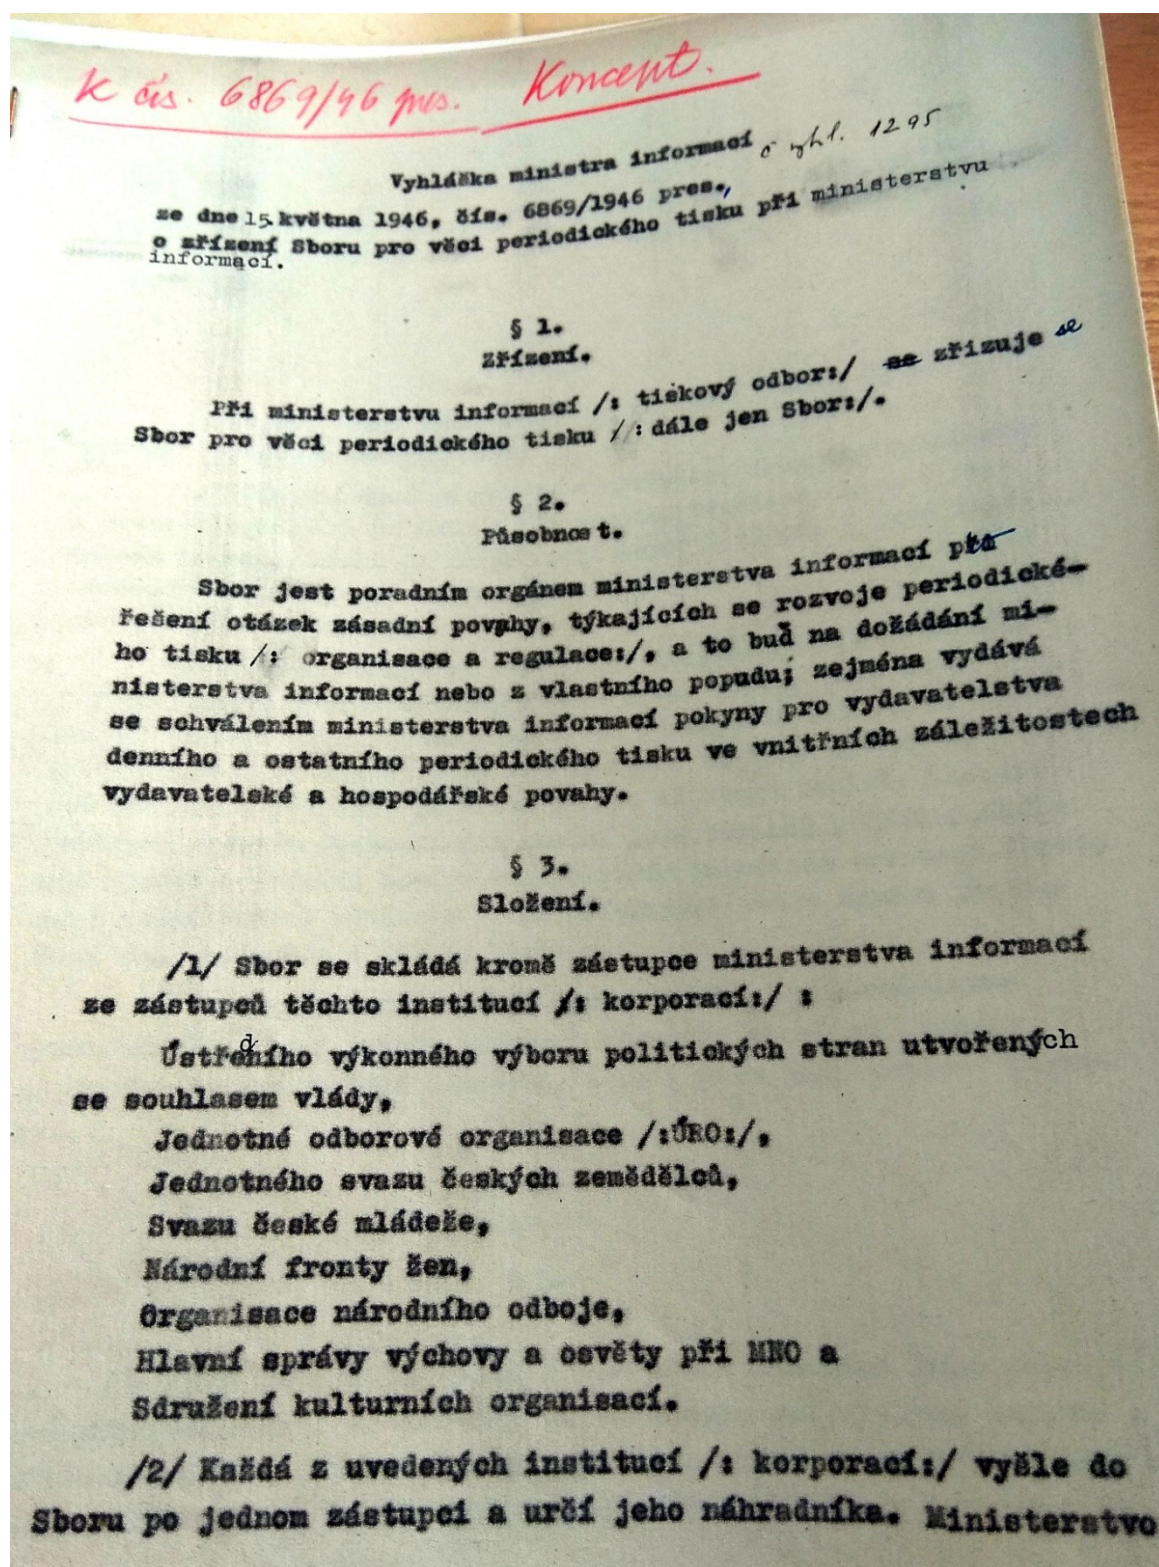 K čís. 6869/46 pres. Koncept.
Vyhláška ministra informací č vyhl. 1295
ze dne 15. května 1946, čís. 6869/1946 pres.,
o zřízení Sboru pro věci periodického tisku při ministerstvu
informací.
§ 1.
Zřízení.
Při ministerstvu informací /: tiskový odbor:/ se zřizuje se
Sbor pro věci periodického tisku /: dále jen Sbor:/.
§ 2.
Působnost.
Sbor jest poradním orgánem ministerstva informací pro
řešení otázek zásadní povahy, týkajících se rozvoje periodické-
ho tisku /: organisace a regulace:/, a to buď na dožádání mi-
nisterstva informací nebo z vlastního popudu; zejména vydává
se schválením ministerstva informací pokyny pro vydavatelstva
denního a ostatního periodického tisku ve vnitřních záležitostech
vydavatelské a hospodářské povahy.
§ 3.
Složení.
/1/ Sbor se skládá kromě zástupce ministerstva informací
ze zástupců těchto institucí /: korporací:/ :
Ústředního výkonného výboru politických stran utvořených
se souhlasem vlády,
Jednotné odborové organisace /:ÚRO:/,
Jednotného svazu českých zemědělců,
Svazu české mládeže,
Národní fronty žen,
Organisace národního odboje,
Hlavní správy výchovy a osvěty při MNO a
Sdružení kulturních organisací.
/2/ Každá z uvedených institucí /: korporací:/ vyšle do
Sboru po jednom zástupci a určí jeho náhradníka. Ministerstvo